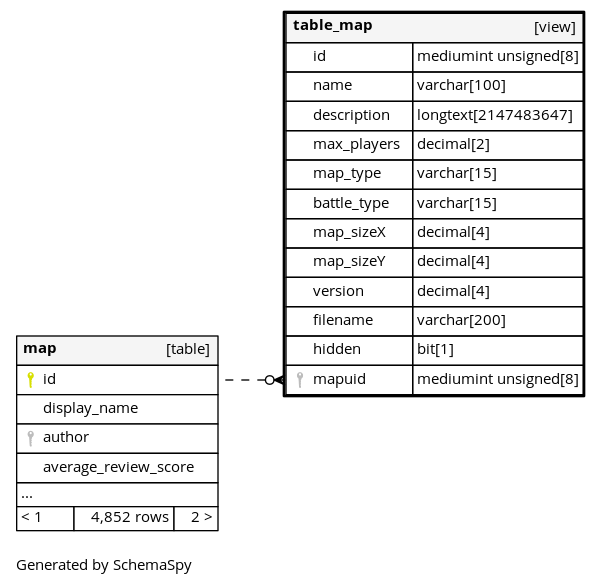 table_map [view]
id mediumint unsigned[8]
name varchar[100]
description longtext[2147483647]
max_players decimal[2]
map_type varchar[15]
battle_type varchar[15]
map_sizeX decimal[4]
map_sizeY decimal[4]
version decimal[4]
filename varchar[200]
hidden bit[1]
mapuid mediumint unsigned[8]
map [table]
id
display_name
author
average_review_score
...
< 1 4,852 rows 2 >
Generated by SchemaSpy